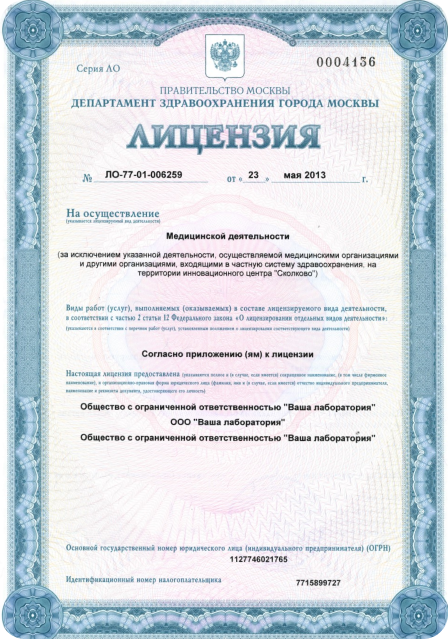 Серия ЛО
0004136
ПРАВИТЕЛЬСТВО МОСКВЫ
ДЕПАРТАМЕНТ ЗДРАВООХРАНЕНИЯ ГОРОДА МОСКВЫ
ЛИЦЕНЗИЯ
№ ЛО-77-01-006259 от « 23 » мая 2013 г.
На осуществление
(указывается лицензируемый вид деятельности)
Медицинской деятельности
(за исключением указанной деятельности, осуществляемой медицинскими организациями
и другими организациями, входящими в частную систему здравоохранения, на
территории инновационного центра "Сколково")
Виды работ (услуг), выполняемых (оказываемых) в составе лицензируемого вида деятельности,
в соответствии с частью 2 статьи 12 Федерального закона «О лицензировании отдельных видов деятельности»:
(указываются в соответствии с перечнем работ (услуг), установленным положением о лицензировании соответствующего вида деятельности)
Согласно приложению (ям) к лицензии
Настоящая лицензия предоставлена (указывается полное и (в случае, если имеется) сокращенное наименование, (в том числе фирменное
наименование), и организационно-правовая форма юридического лица (фамилия, имя и (в случае, если имеется) отчество индивидуального предпринимателя,
наименование и реквизиты документа, удостоверяющего его личность)
Общество с ограниченной ответственностью "Ваша лаборатория"
ООО "Ваша лаборатория"
Общество с ограниченной ответственностью "Ваша лаборатория"
Основной государственный номер юридического лица (индивидуального предпринимателя) (ОГРН)
1127746021765
Идентификационный номер налогоплательщика 7715899727